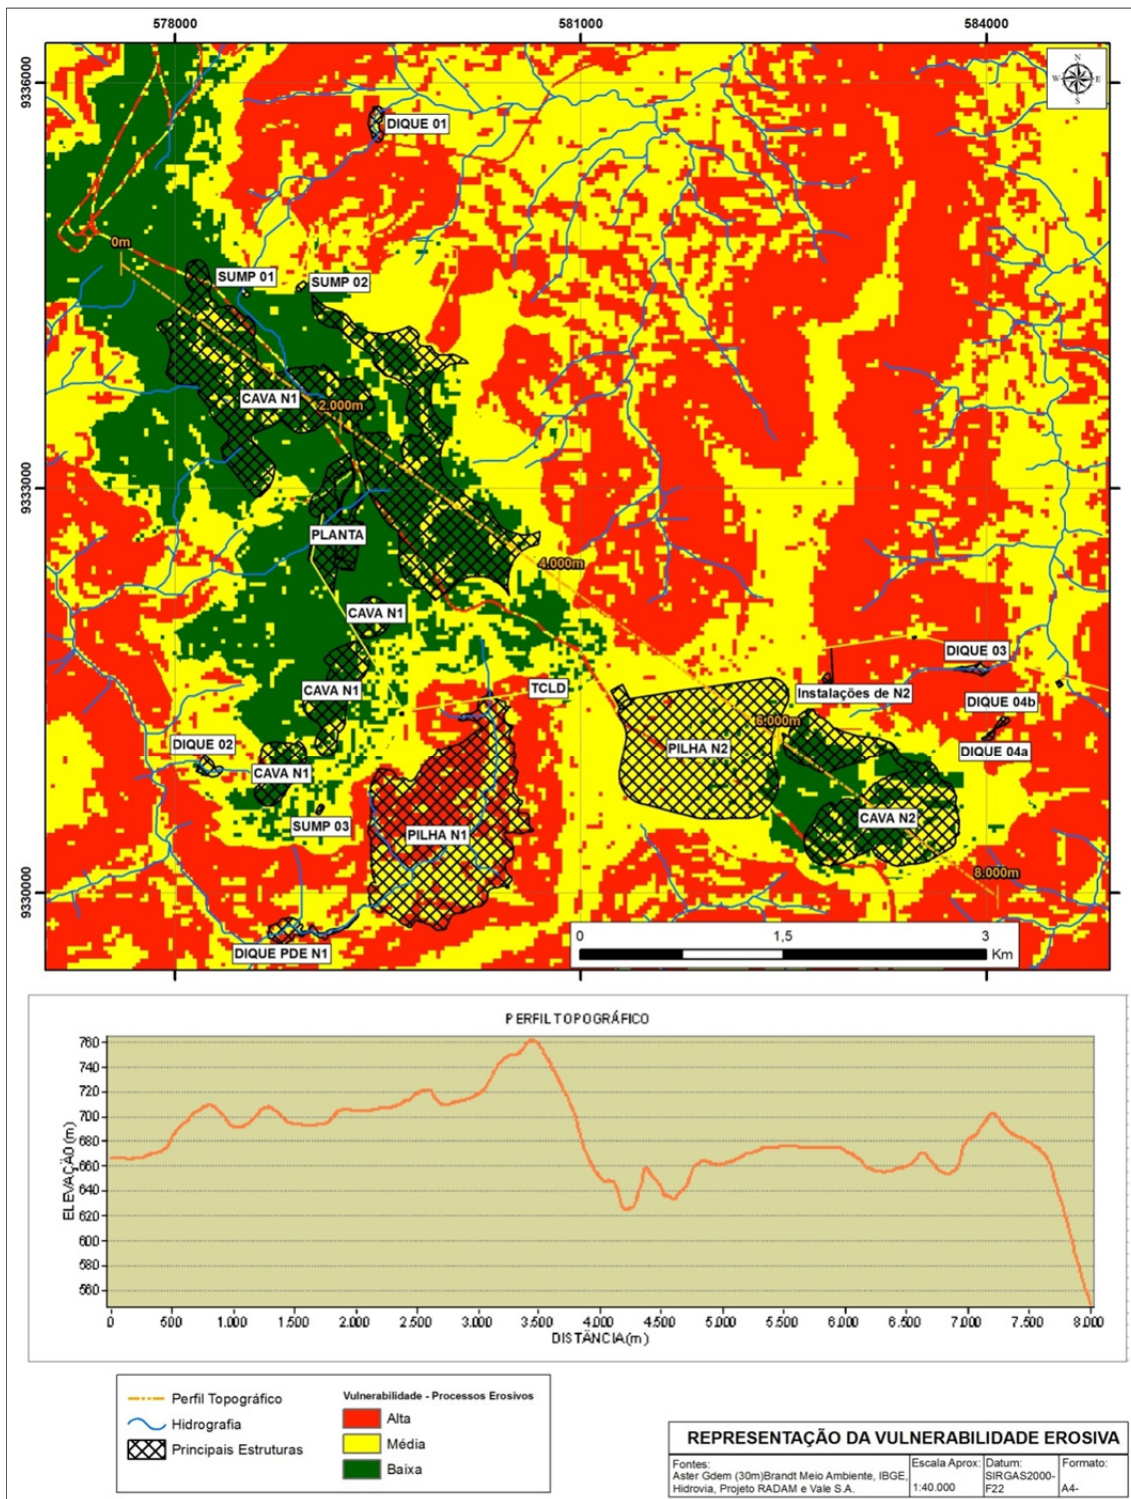 578000
581000
584000
9336000
N
W
E
S
DIQUE 01
0m
SUMP 01
SUMP 02
CAVA N1
2.000m
9333000
PLANTA
4.000m
CAVA N1
DIQUE 03
CAVA N1
TCLD
Instalações de N2
DIQUE 04b
6.000m
DIQUE 02
PILHA N2
DIQUE 04a
CAVA N1
SUMP 03
PILHA N1
CAVA N2
8.000m
9330000
DIQUE PDE N1
0
1,5
3
Km
PERFIL TOPOGRÁFICO
ELEVAÇÃO (m)
760
740
720
700
680
660
640
620
600
580
560
0
500
1.000
1.500
2.000
2.500
3.000
3.500
4.000
4.500
5.000
5.500
6.000
6.500
7.000
7.500
8.000
DISTÂNCIA(m)
Perfil Topográfico
Hidrografia
Principais Estruturas
Vulnerabilidade - Processos Erosivos
Alta
Média
Baixa
REPRESENTAÇÃO DA VULNERABILIDADE EROSIVA
Fontes:
Aster Gdem (30m)Brandt Meio Ambiente, IBGE,
Hidrovia, Projeto RADAM e Vale S.A.
Escala Aprox:
1:40.000
Datum:
SIRGAS2000-
F22
Formato:
A4-